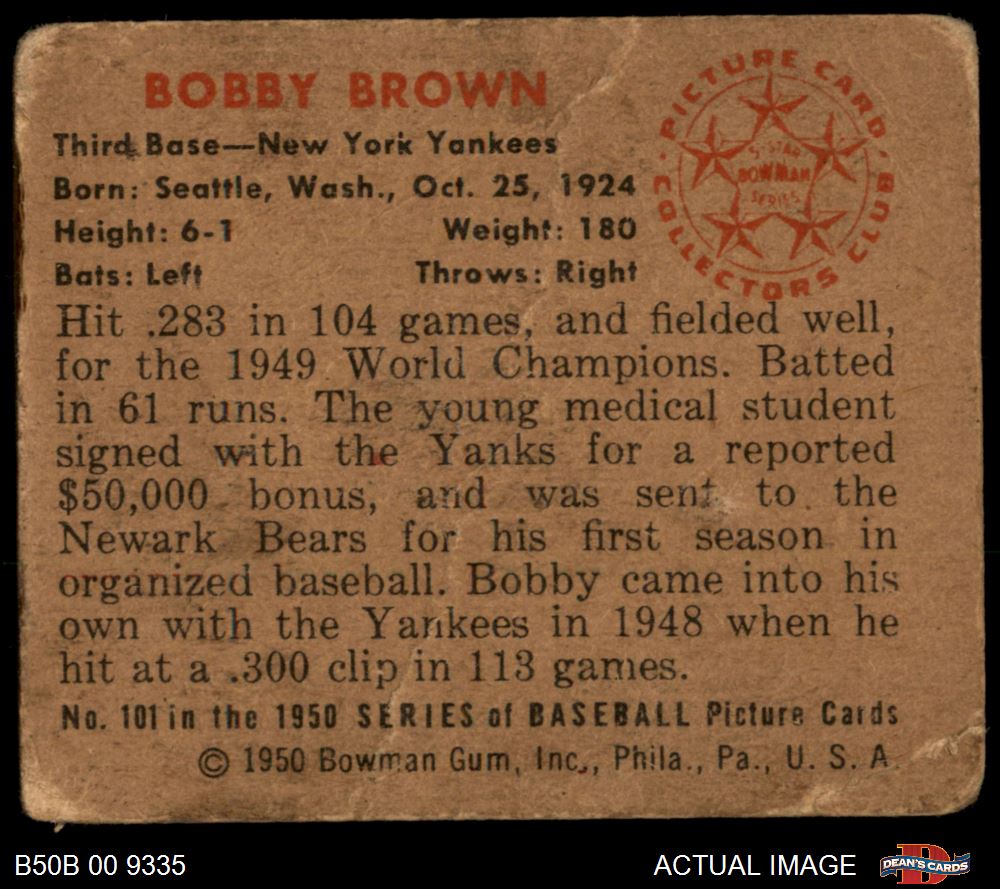 BOBBY BROWN
Third Base—New York Yankees
Born: Seattle, Wash., Oct. 25, 1924
Height: 6-1 Weight: 180
Bats: Left Throws: Right
PICTURE CARD COLLECTORS CLUB
5-STAR
BOWMAN
SERIES
Hit .283 in 104 games, and fielded well,
for the 1949 World Champions. Batted
in 61 runs. The young medical student
signed with the Yanks for a reported
$50,000 bonus, and was sent to the
Newark Bears for his first season in
organized baseball. Bobby came into his
own with the Yankees in 1948 when he
hit at a .300 clip in 113 games.
No. 101 in the 1950 SERIES of BASEBALL Picture Cards
© 1950 Bowman Gum, Inc., Phila., Pa., U. S. A.
B50B 00 9335
ACTUAL IMAGE
DEAN'S CARDS